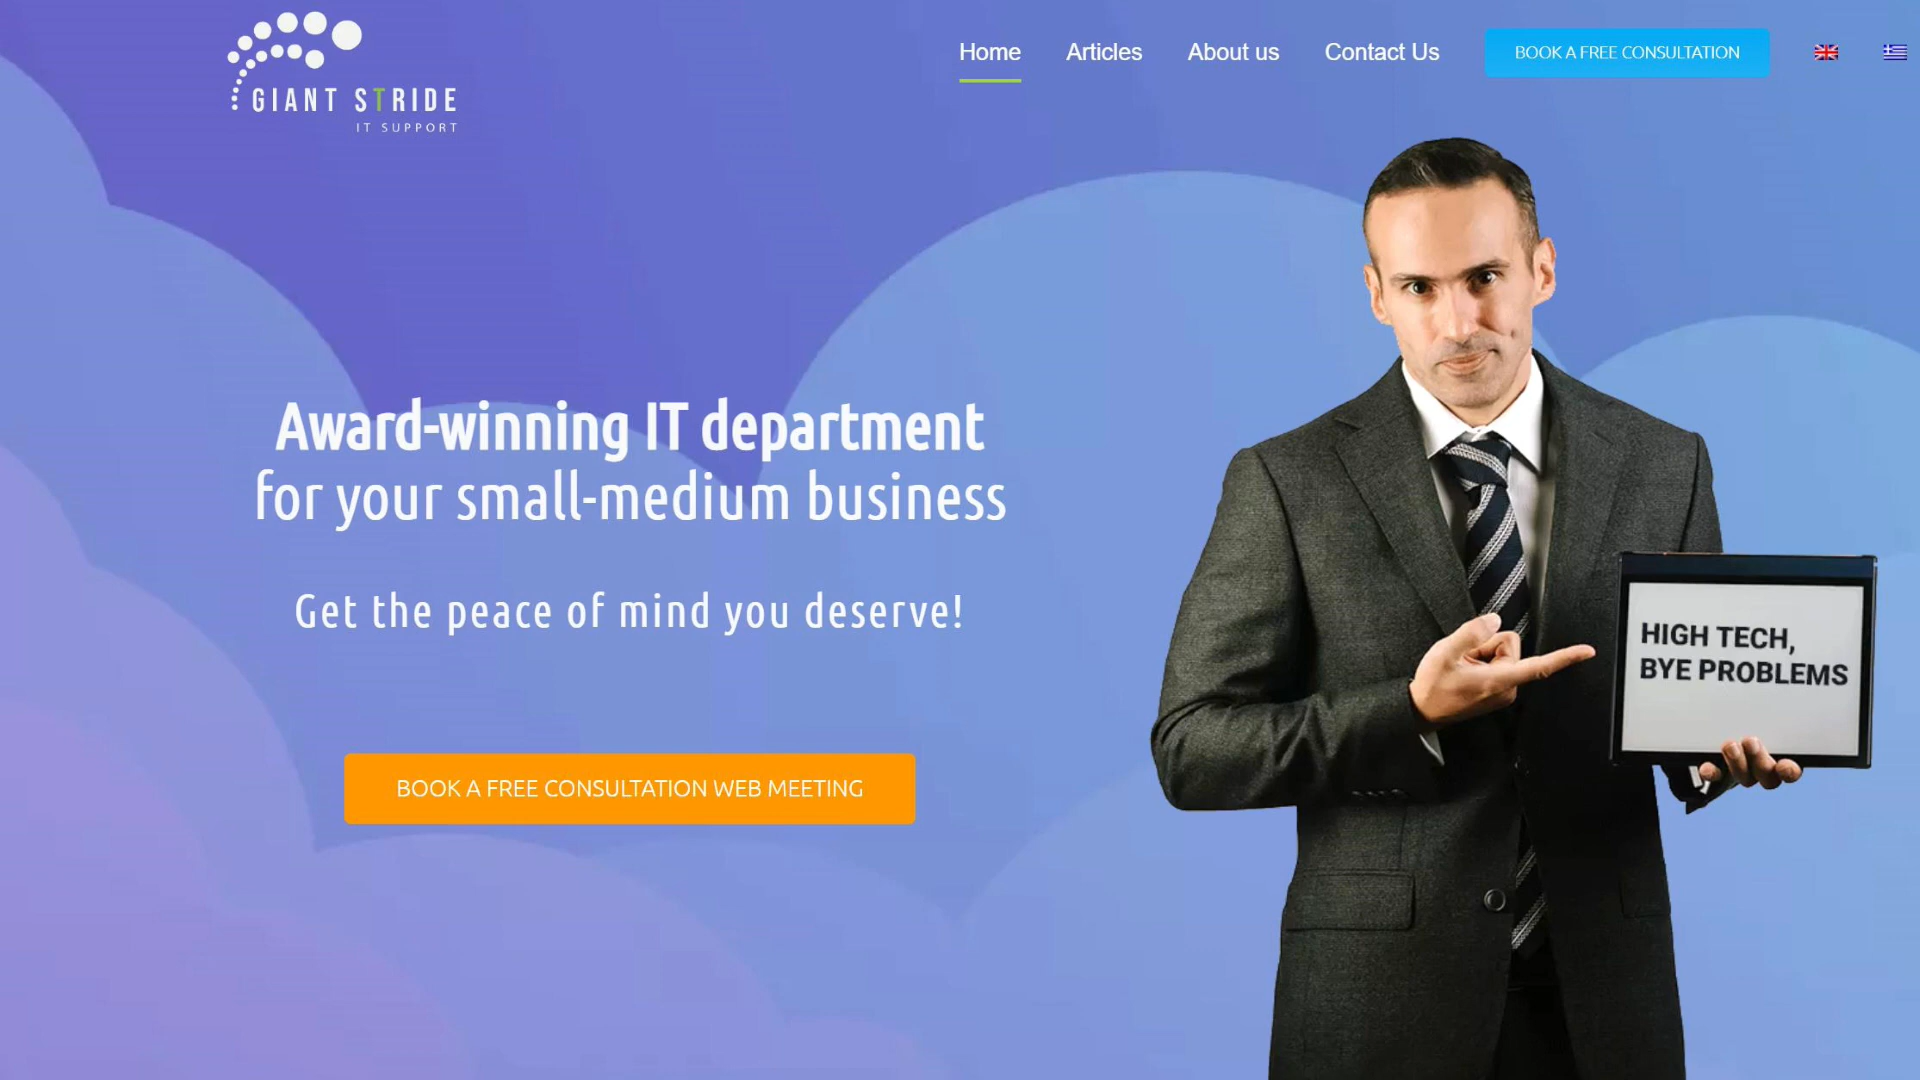 GIANT STRIDE
IT SUPPORT
Home
Articles
About us
Contact Us
BOOK A FREE CONSULTATION
Award-winning IT department
for your small-medium business
Get the peace of mind you deserve!
BOOK A FREE CONSULTATION WEB MEETING
HIGH TECH,
BYE PROBLEMS